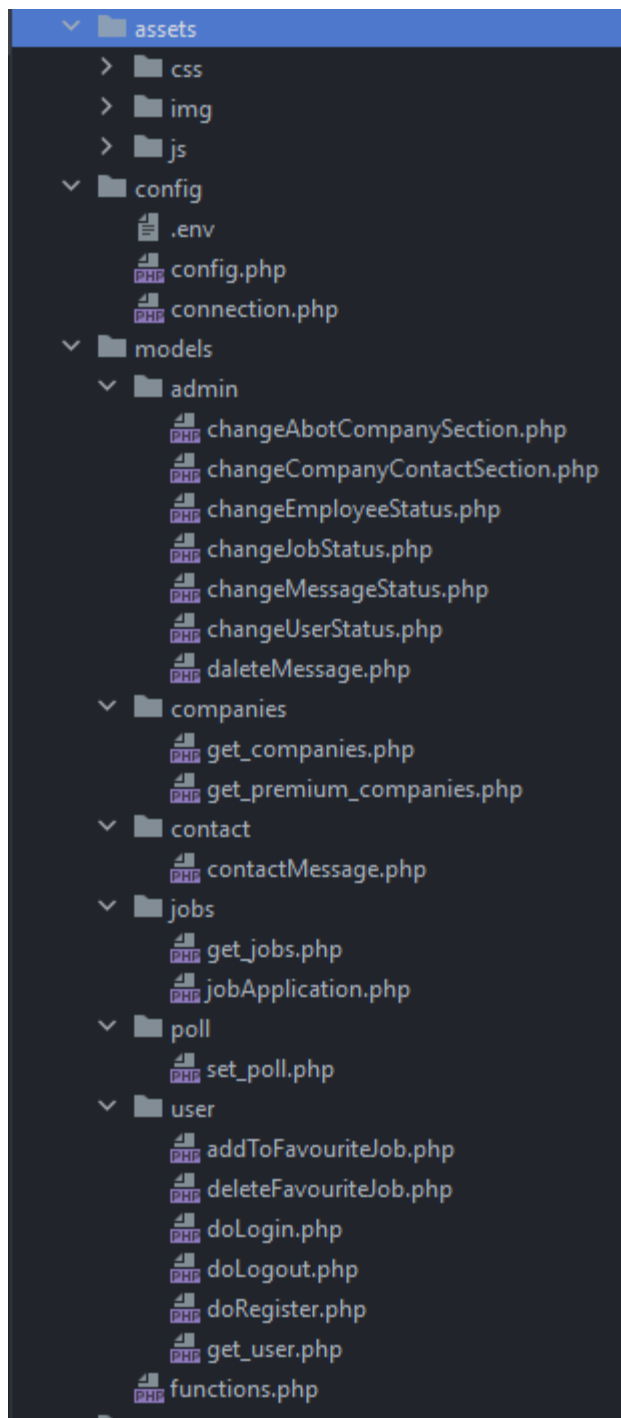 assets
css
img
js
config
.env
config.php
connection.php
models
admin
changeAbotCompanySection.php
changeCompanyContactSection.php
changeEmployeeStatus.php
changeJobStatus.php
changeMessageStatus.php
changeUserStatus.php
daleteMessage.php
companies
get_companies.php
get_premium_companies.php
contact
contactMessage.php
jobs
get_jobs.php
jobApplication.php
poll
set_poll.php
user
addToFavouriteJob.php
deleteFavouriteJob.php
doLogin.php
doLogout.php
doRegister.php
get_user.php
functions.php